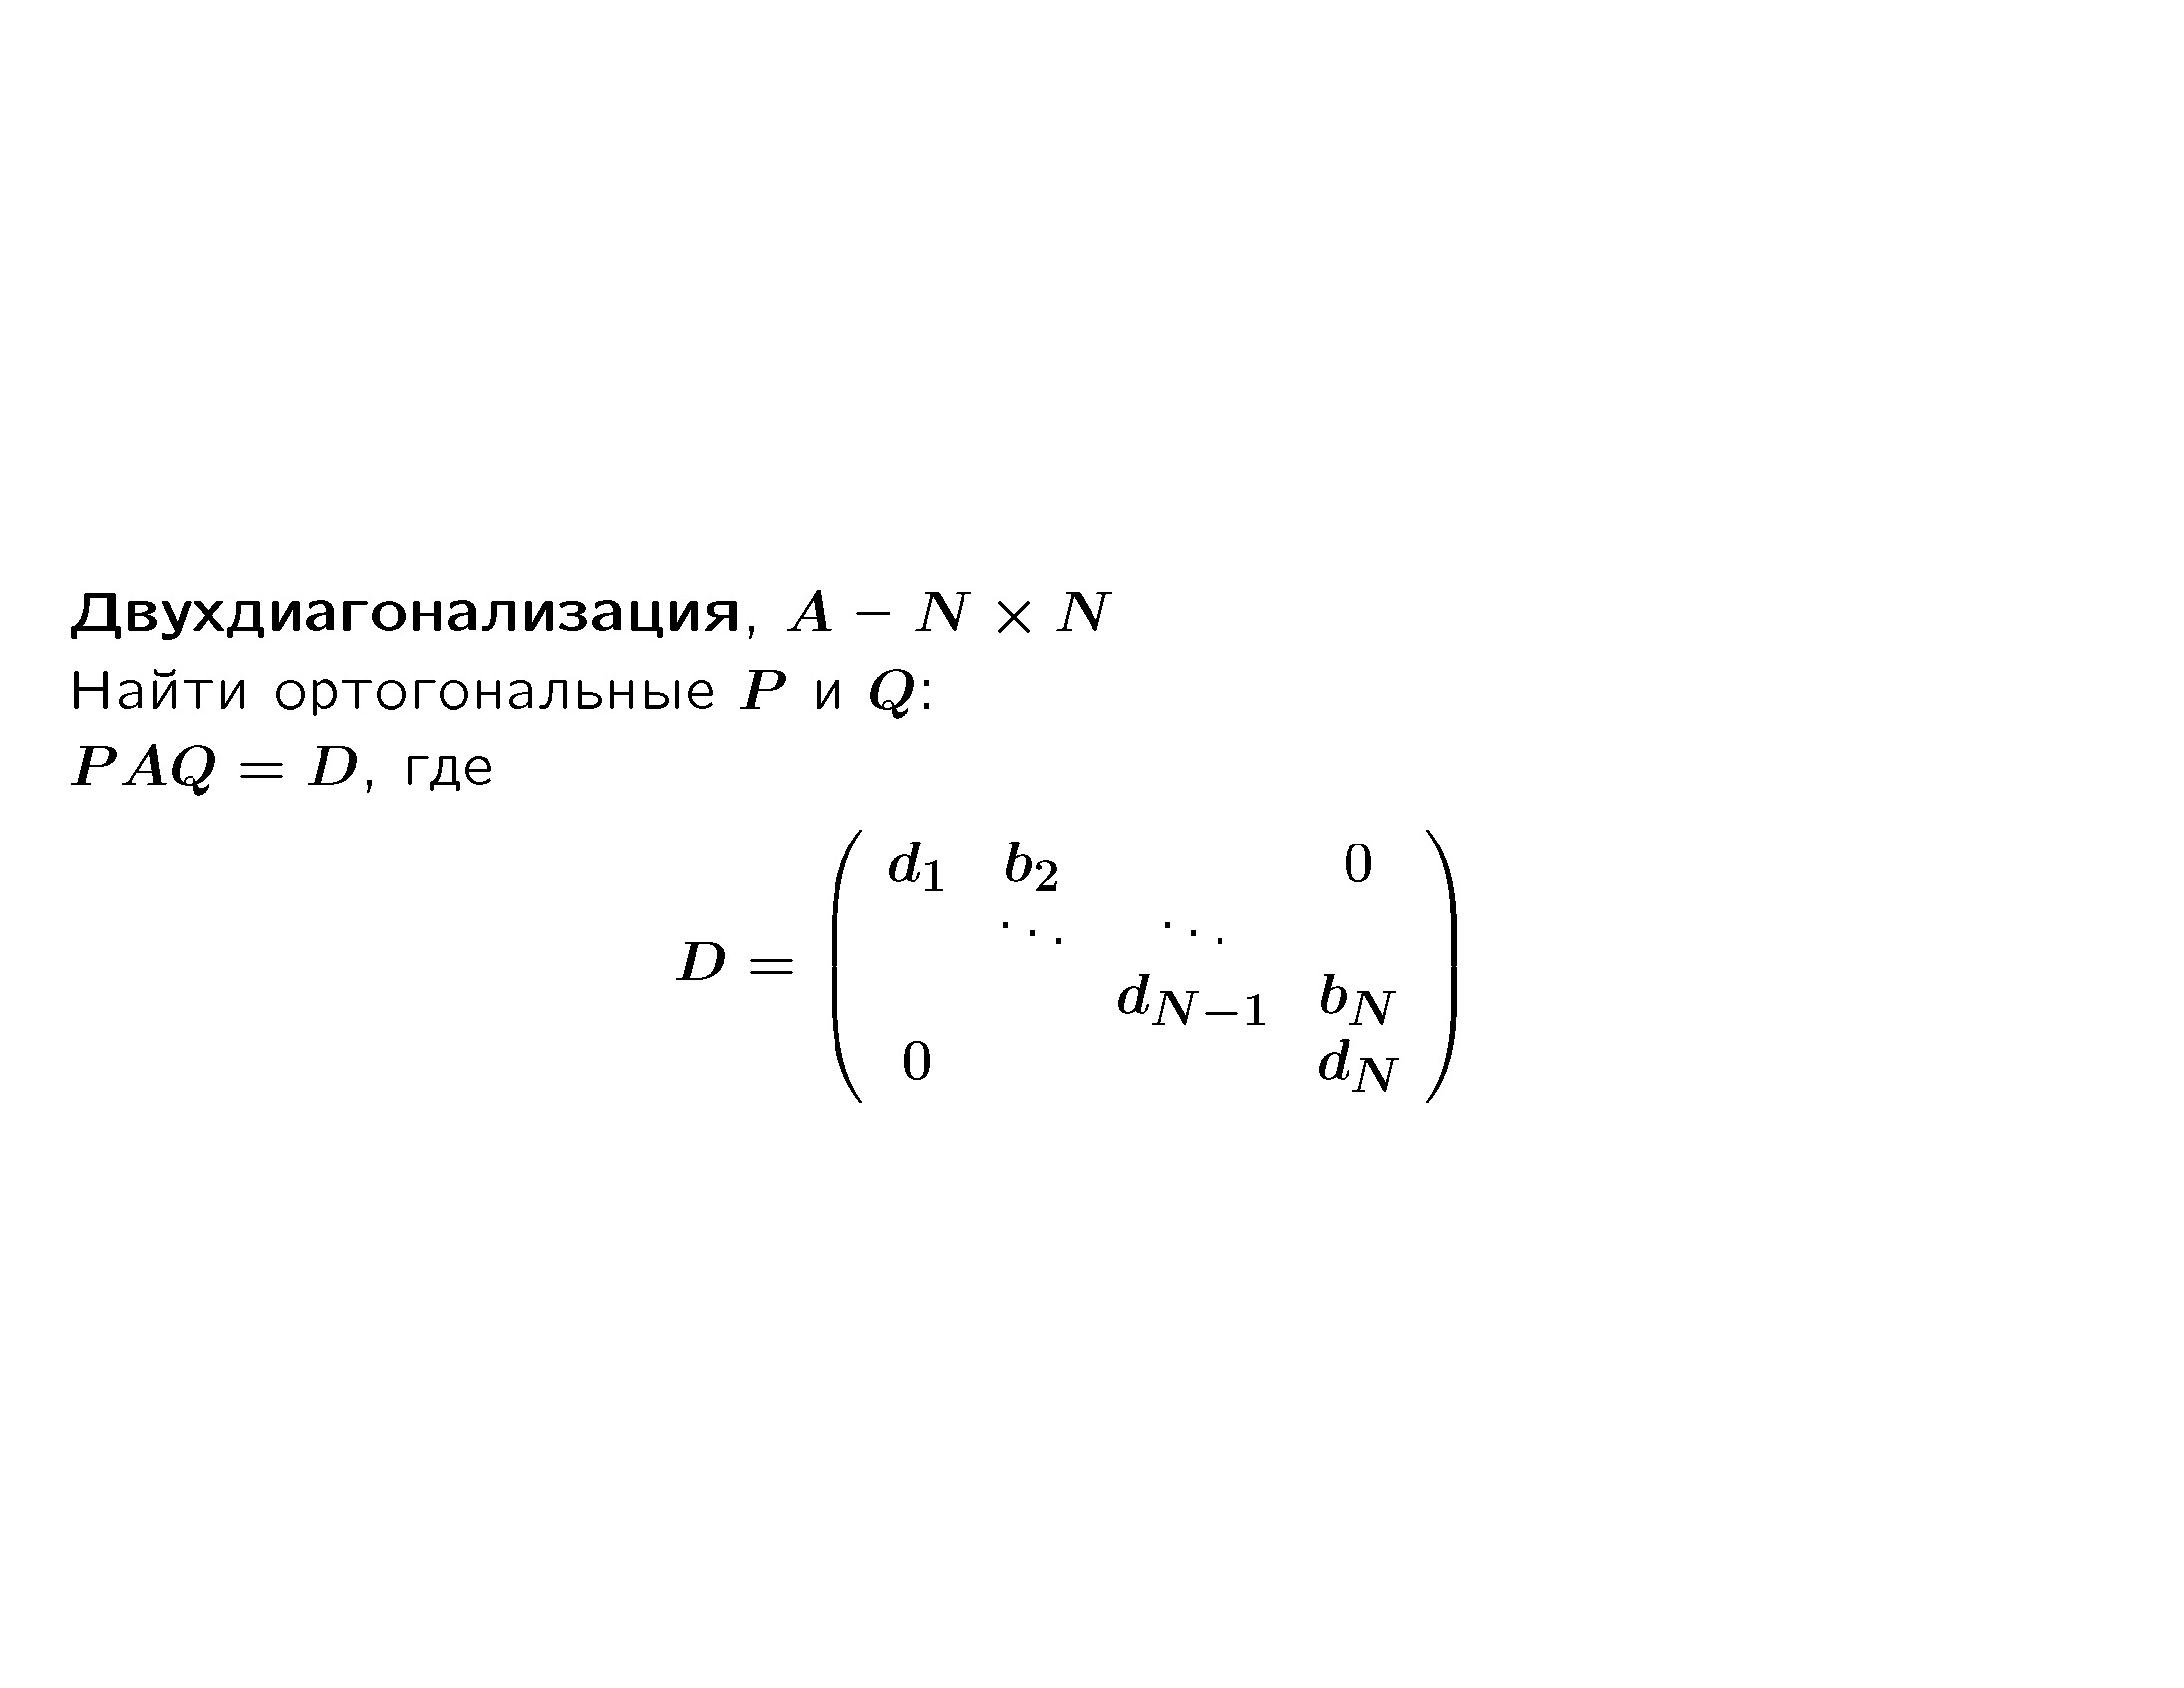 Двухдиагонализация, A – N × N
Найти ортогональные P и Q:
PAQ = D, где
d₁ b₂ 0
⋱ ⋱
D =
d_{N−1} b_N
0 d_N